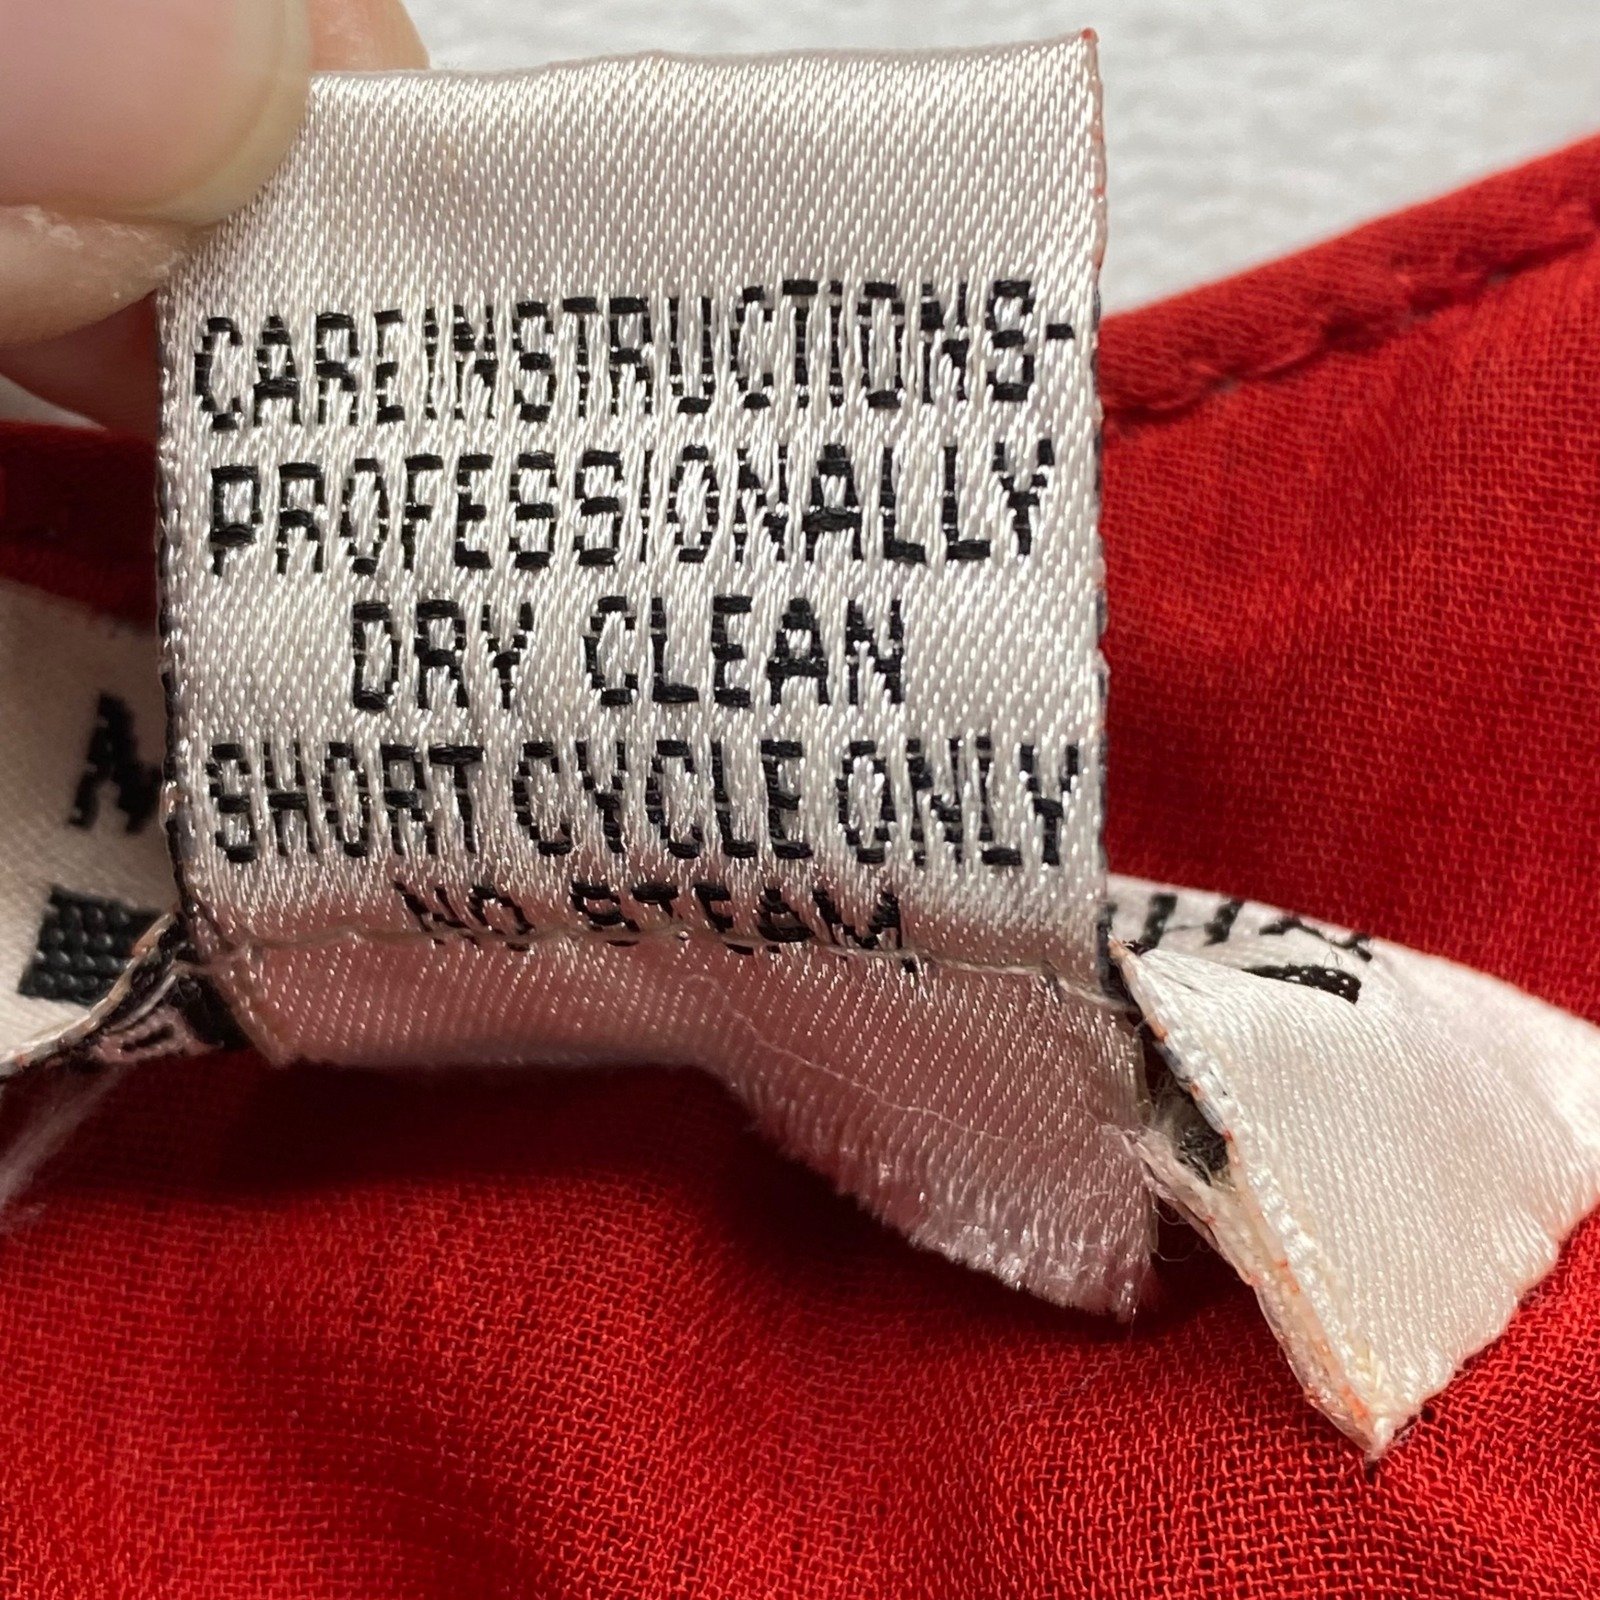 CARE INSTRUCTIONS-
PROFESSIONALLY
DRY CLEAN
SHORT CYCLE ONLY
NO STEAM